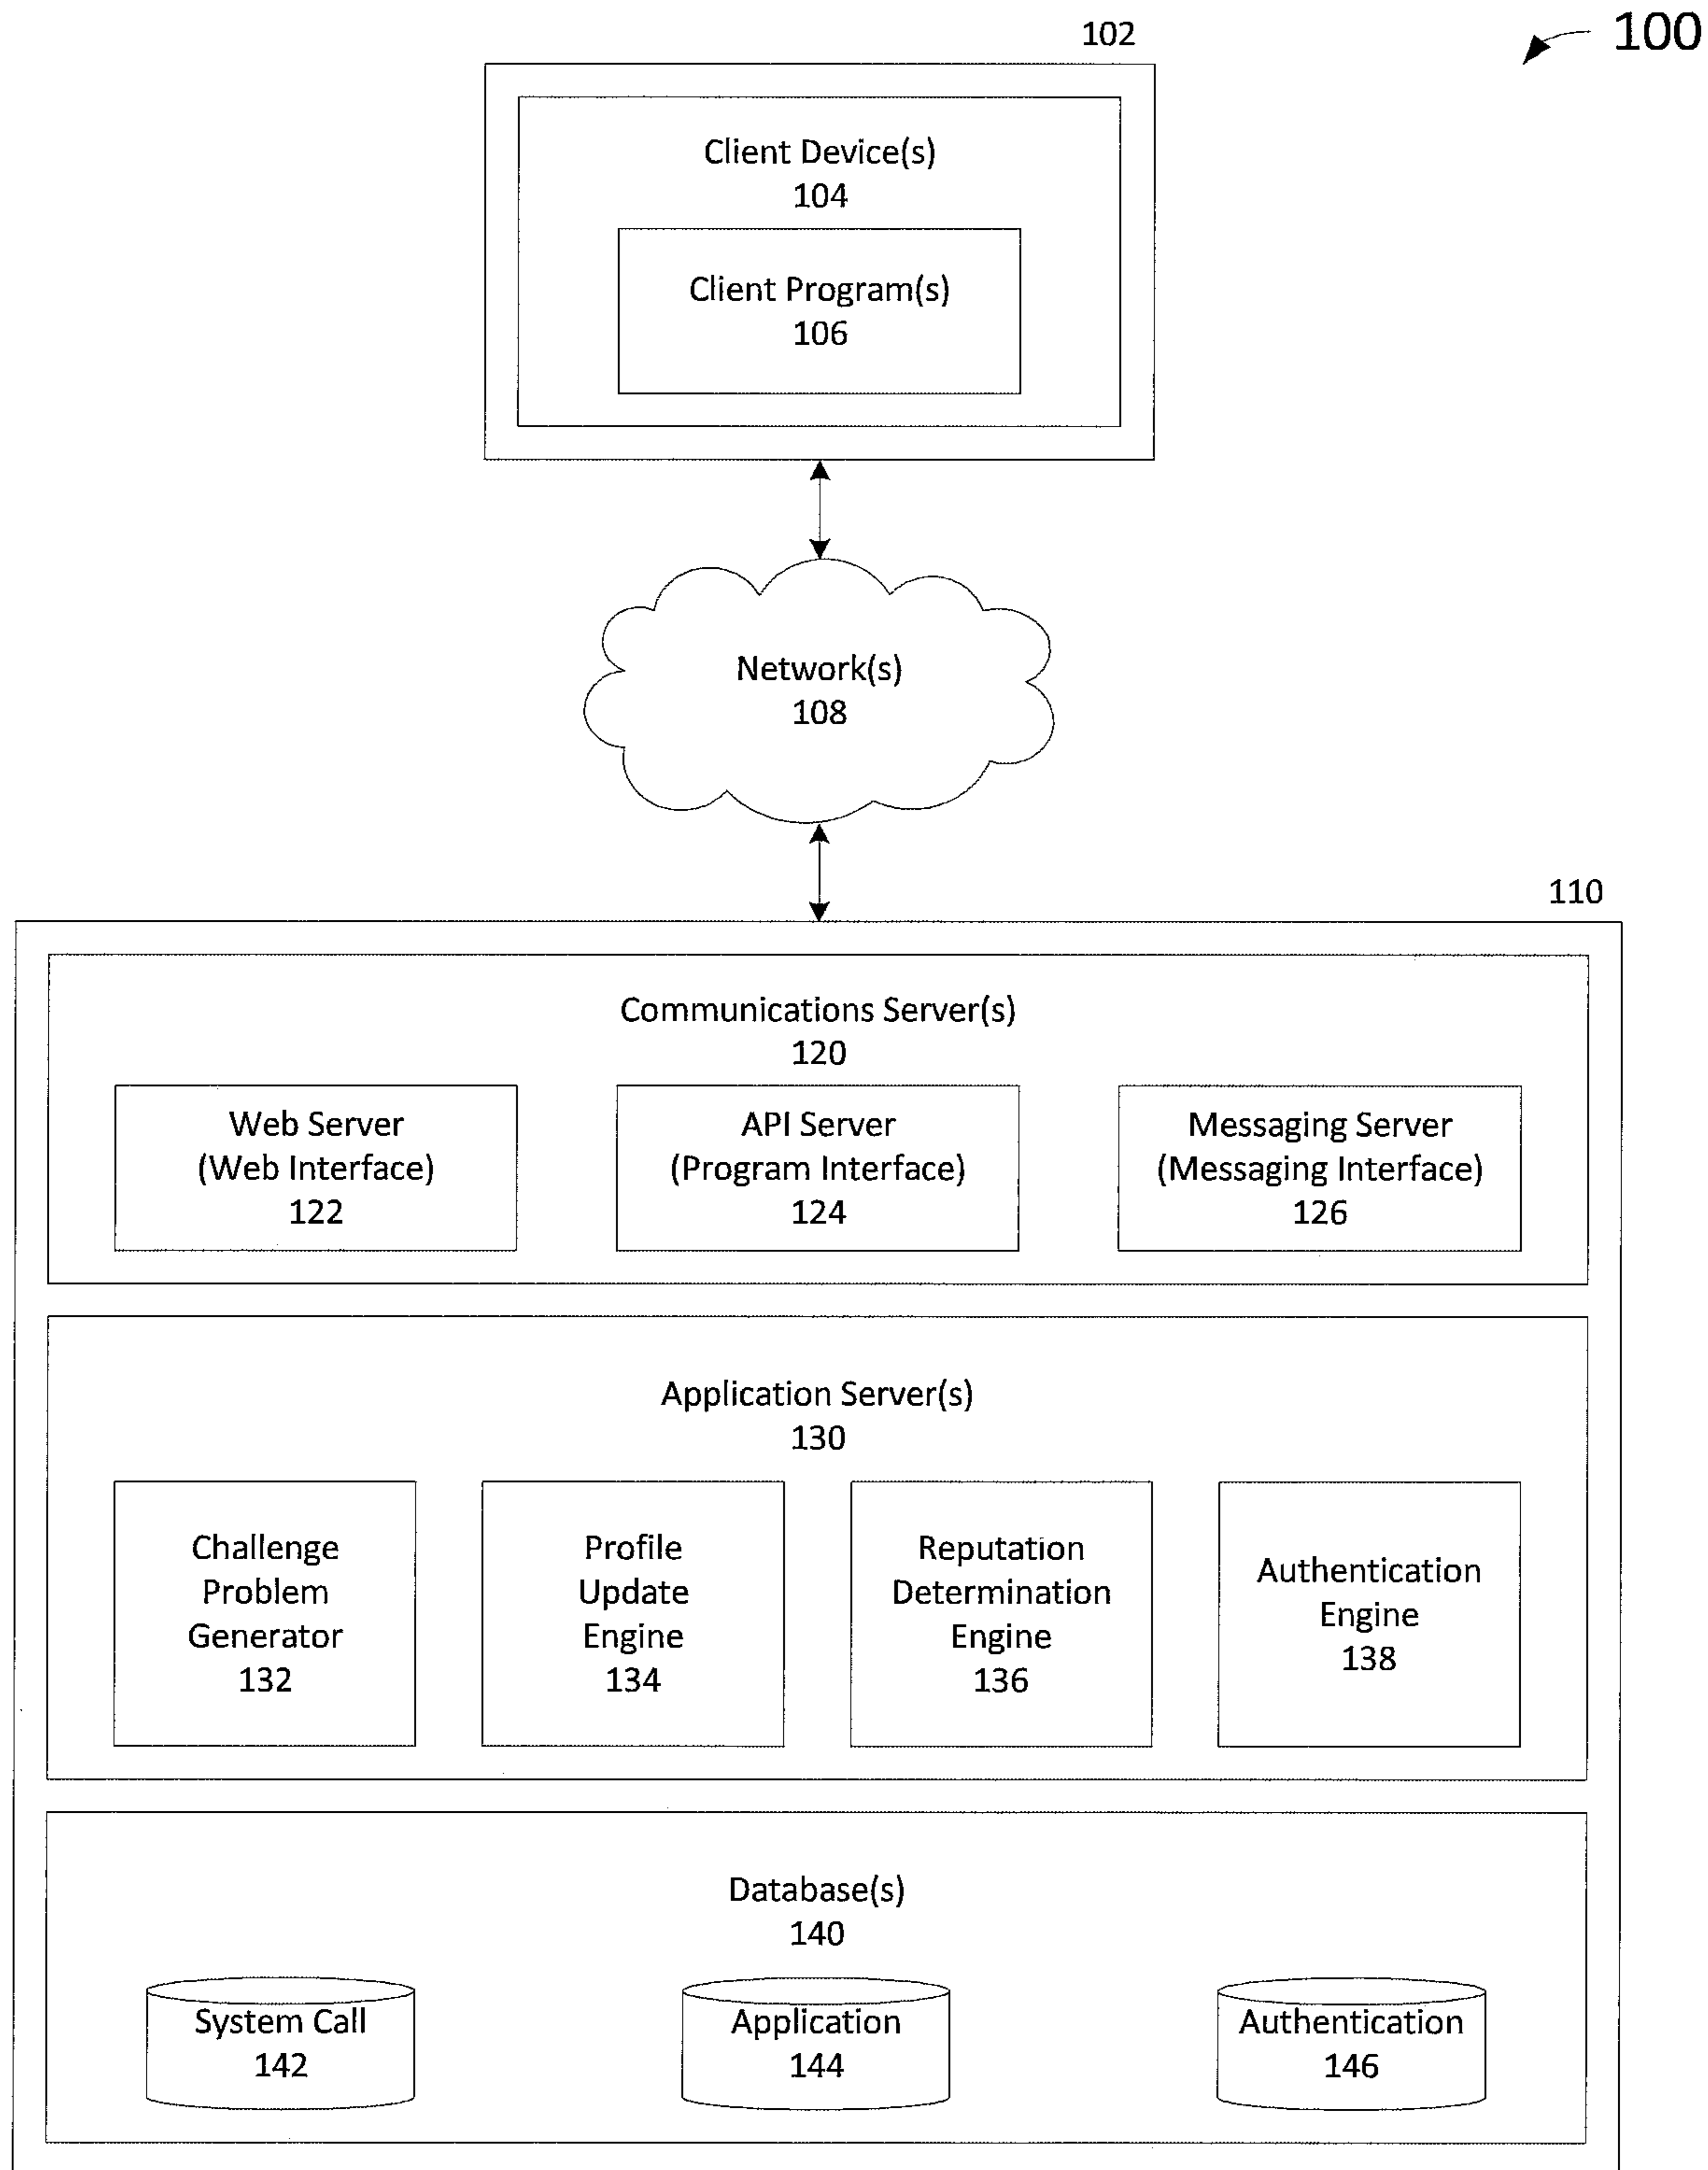 100
102
Client Device(s)
104
Client Program(s)
106
Network(s)
108
110
Communications Server(s)
120
Web Server
(Web Interface)
122
API Server
(Program Interface)
124
Messaging Server
(Messaging Interface)
126
Application Server(s)
130
Challenge
Problem
Generator
132
Profile
Update
Engine
134
Reputation
Determination
Engine
136
Authentication
Engine
138
Database(s)
140
System Call
142
Application
144
Authentication
146